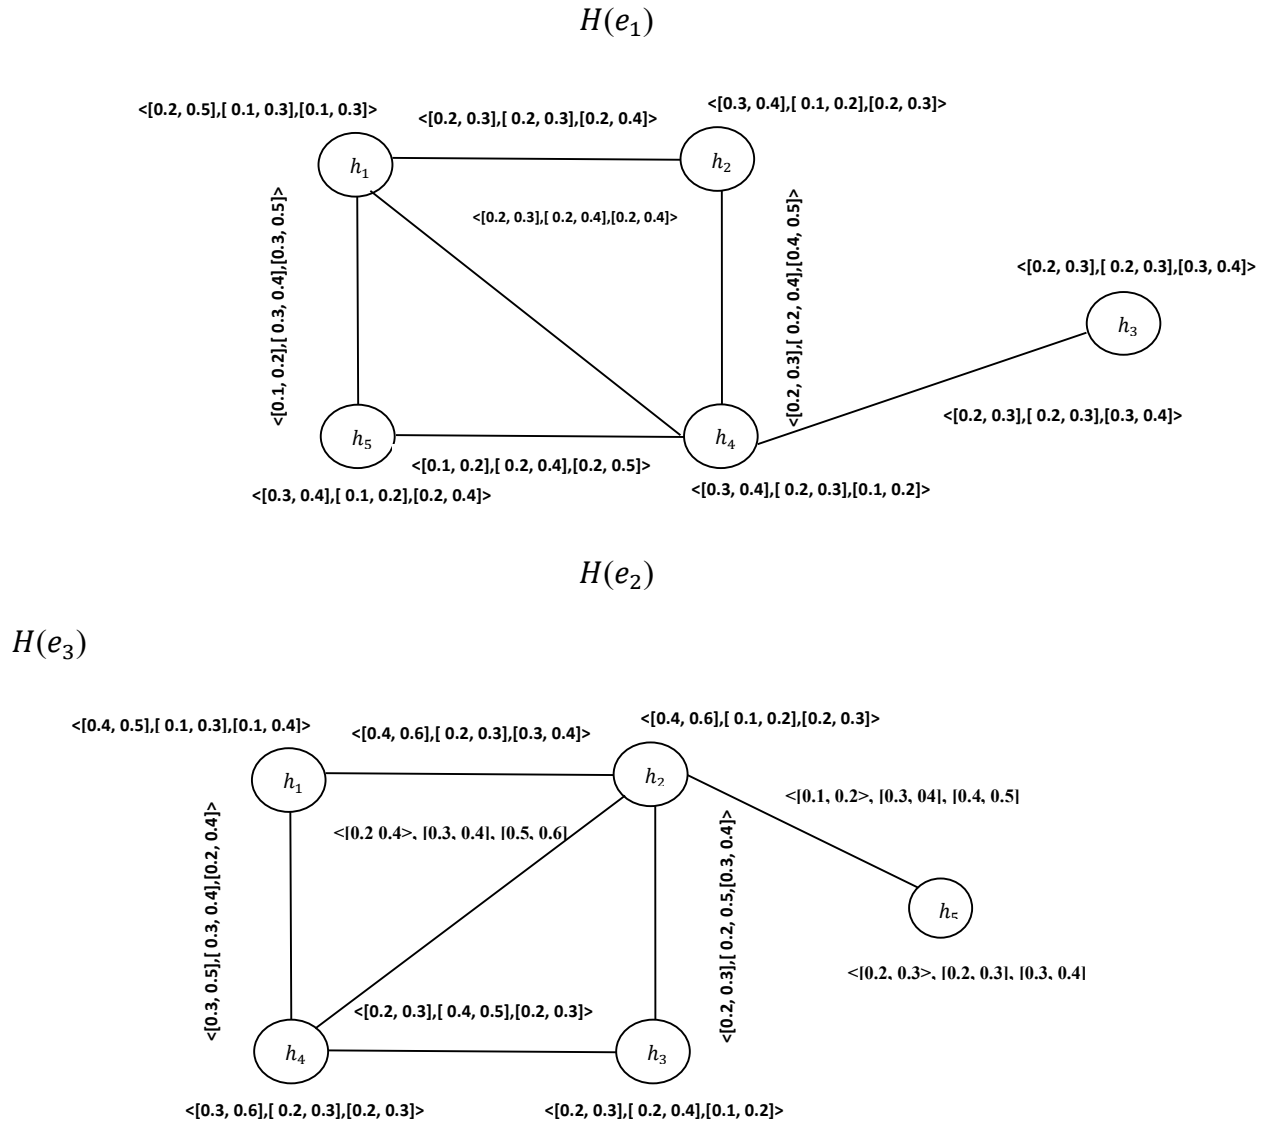 H(e₁)
<[0.2, 0.5],[ 0.1, 0.3],[0.1, 0.3]>
<[0.2, 0.3],[ 0.2, 0.3],[0.2, 0.4]>
<[0.3, 0.4],[ 0.1, 0.2],[0.2, 0.3]>
h₁
h₂
<[0.1, 0.2],[ 0.3, 0.4],[0.3, 0.5]>
<[0.2, 0.3],[ 0.2, 0.4],[0.2, 0.4]>
<[0.2, 0.3],[ 0.2, 0.4],[0.4, 0.5]>
<[0.2, 0.3],[ 0.2, 0.3],[0.3, 0.4]>
h₃
<[0.2, 0.3],[ 0.2, 0.3],[0.3, 0.4]>
h₅
h₄
<[0.1, 0.2],[ 0.2, 0.4],[0.2, 0.5]>
<[0.3, 0.4],[ 0.1, 0.2],[0.2, 0.4]>
<[0.3, 0.4],[ 0.2, 0.3],[0.1, 0.2]>
H(e₂)
H(e₃)
<[0.4, 0.5],[ 0.1, 0.3],[0.1, 0.4]>
<[0.4, 0.6],[ 0.2, 0.3],[0.3, 0.4]>
<[0.4, 0.6],[ 0.1, 0.2],[0.2, 0.3]>
h₁
h₂
<[0.1, 0.2>, [0.3, 04], [0.4, 0.5]
<[0.3, 0.5],[ 0.3, 0.4],[0.2, 0.4]>
<[0.2 0.4>, [0.3, 0.4], [0.5, 0.6]
<[0.2, 0.3],[ 0.2, 0.5,[0.3, 0.4]>
h₅
<[0.2, 0.3>, [0.2, 0.3], [0.3, 0.4]
<[0.2, 0.3],[ 0.4, 0.5],[0.2, 0.3]>
h₄
h₃
<[0.3, 0.6],[ 0.2, 0.3],[0.2, 0.3]>
<[0.2, 0.3],[ 0.2, 0.4],[0.1, 0.2]>